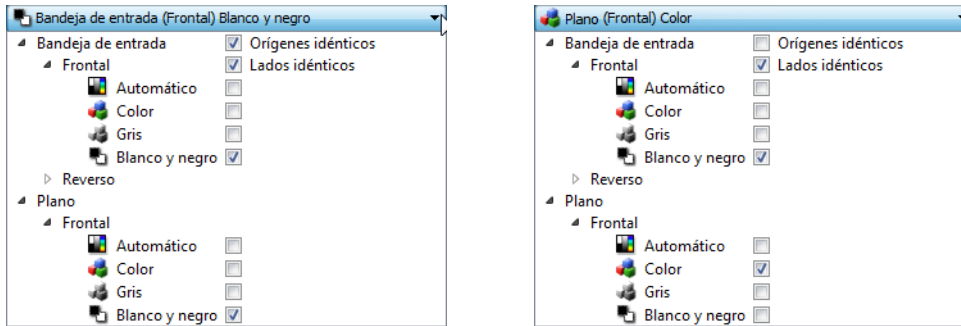 Bandeja de entrada (Frontal) Blanco y negro
Bandeja de entrada Orígenes idénticos
Frontal Lados idénticos
Automático
Color
Gris
Blanco y negro
Reverso
Plano
Frontal
Automático
Color
Gris
Blanco y negro
Plano (Frontal) Color
Bandeja de entrada Orígenes idénticos
Frontal Lados idénticos
Automático
Color
Gris
Blanco y negro
Reverso
Plano
Frontal
Automático
Color
Gris
Blanco y negro